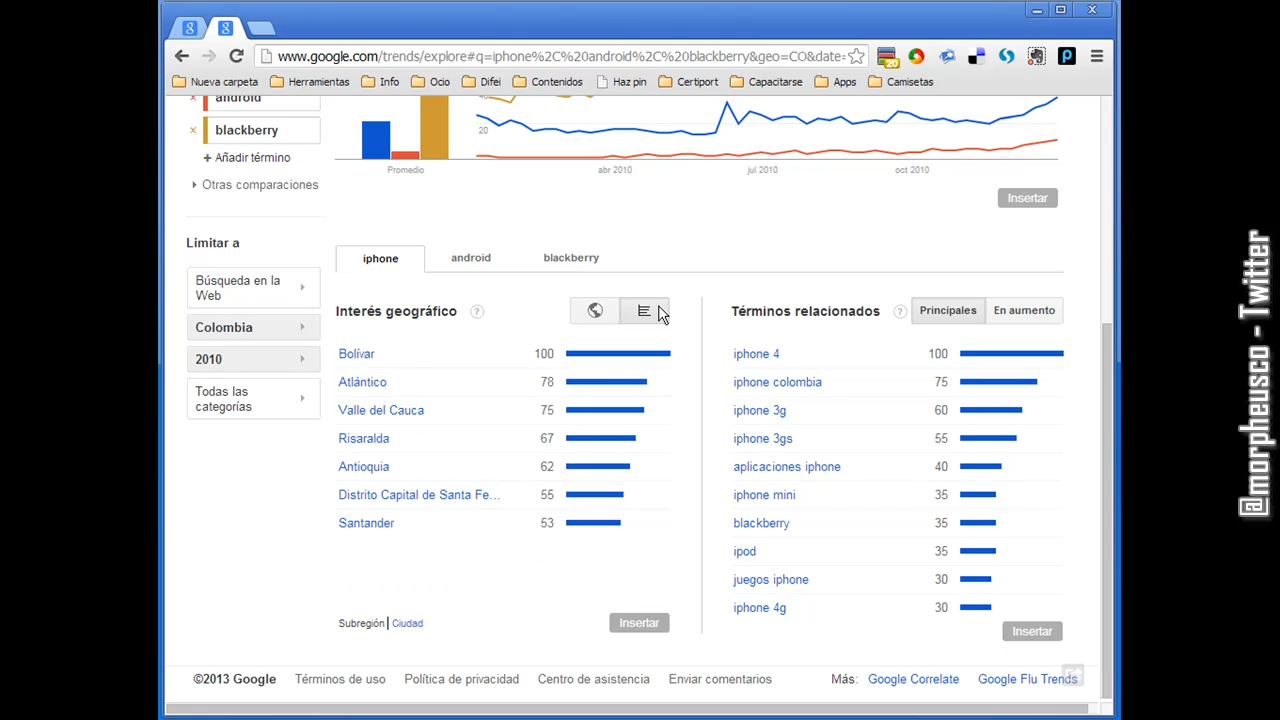 www.google.com/trends/explore#q=iphone%2C%20android%2C%20blackberry&geo=CO&date=
20
Nueva carpeta
Herramientas
Info
Ocio
Difei
Contenidos
Haz pin
Certiport
Capacitarse
Apps
Camisetas
android
blackberry
+ Añadir término
Otras comparaciones
20
Promedio
abr 2010
jul 2010
oct 2010
Insertar
Limitar a
Búsqueda en la
Web
Colombia
2010
Todas las
categorías
iphone
android
blackberry
Interés geográfico ?
Bolívar 100
Atlántico 78
Valle del Cauca 75
Risaralda 67
Antioquia 62
Distrito Capital de Santa Fe... 55
Santander 53
Subregión | Ciudad
Insertar
Términos relacionados ?
Principales
En aumento
iphone 4 100
iphone colombia 75
iphone 3g 60
iphone 3gs 55
aplicaciones iphone 40
iphone mini 35
blackberry 35
ipod 35
juegos iphone 30
iphone 4g 30
Insertar
©2013 Google
Términos de uso
Política de privacidad
Centro de asistencia
Enviar comentarios
Más:
Google Correlate
Google Flu Trends
@morpheusco - Twitter